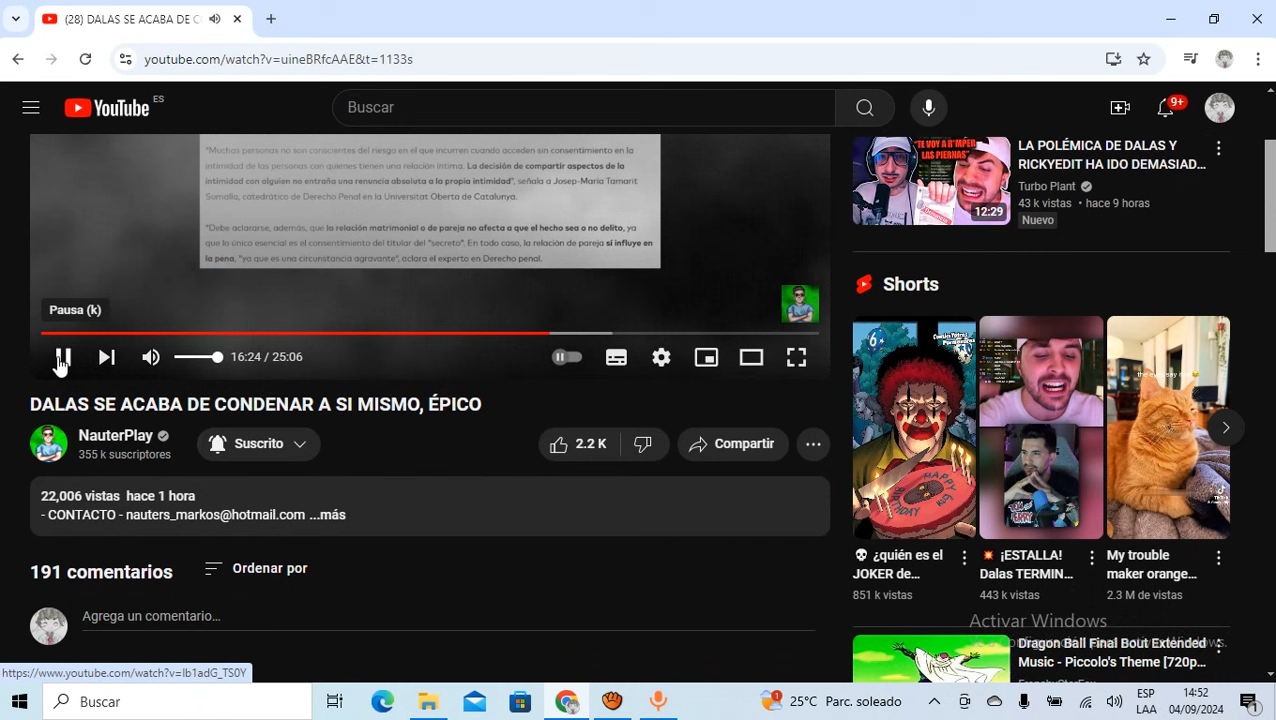 (28) DALAS SE ACABA DE C
youtube.com/watch?v=uineBRfcAAE&t=1133s
YouTube ES
Buscar
9+
"Muchas personas no son conscientes del riesgo en el que incurren cuando acceden sin consentimiento en la
intimidad de las personas con quienes tienen una relación íntima. La decisión de compartir aspectos de la
intimidad con alguien no entraña una renuncia absoluta a la propia intimidad", señala a Josep-Maria Tamarit
Sumalla, catedrático de Derecho Penal en la Universitat Oberta de Catalunya.
"Debe aclararse, además, que la relación matrimonial o de pareja no afecta a que el hecho sea o no delito, ya
que lo único esencial es el consentimiento del titular del "secreto". En todo caso, la relación de pareja sí influye en
la pena, "ya que es una circunstancia agravante", aclara el experto en Derecho penal.
Pausa (k)
16:24 / 25:08
DALAS SE ACABA DE CONDENAR A SI MISMO, ÉPICO
NauterPlay
355 k suscriptores
Suscrito
2.2 K
Compartir
22,006 vistas hace 1 hora
- CONTACTO - nauters_markos@hotmail.com ...más
191 comentarios
Ordenar por
Agrega un comentario...
https://www.youtube.com/watch?v=Ib1adG_TS0Y
"TE VOY A R*MPER
LAS PIERNAS"
12:29
LA POLÉMICA DE DALAS Y
RICKYEDIT HA IDO DEMASIAD...
Turbo Plant
43 k vistas • hace 9 horas
Nuevo
Shorts
HAPPY
¿quién es el
JOKER de...
851 k vistas
¡ESTALLA!
Dalas TERMIN...
443 k vistas
My trouble
maker orange...
2.3 M de vistas
Activar Windows
Dragon Ball Final Bout Extended
Music - Piccolo's Theme [720p...
Buscar
1
25°C Parc. soleado
ESP
LAA
14:52
04/09/2024
1